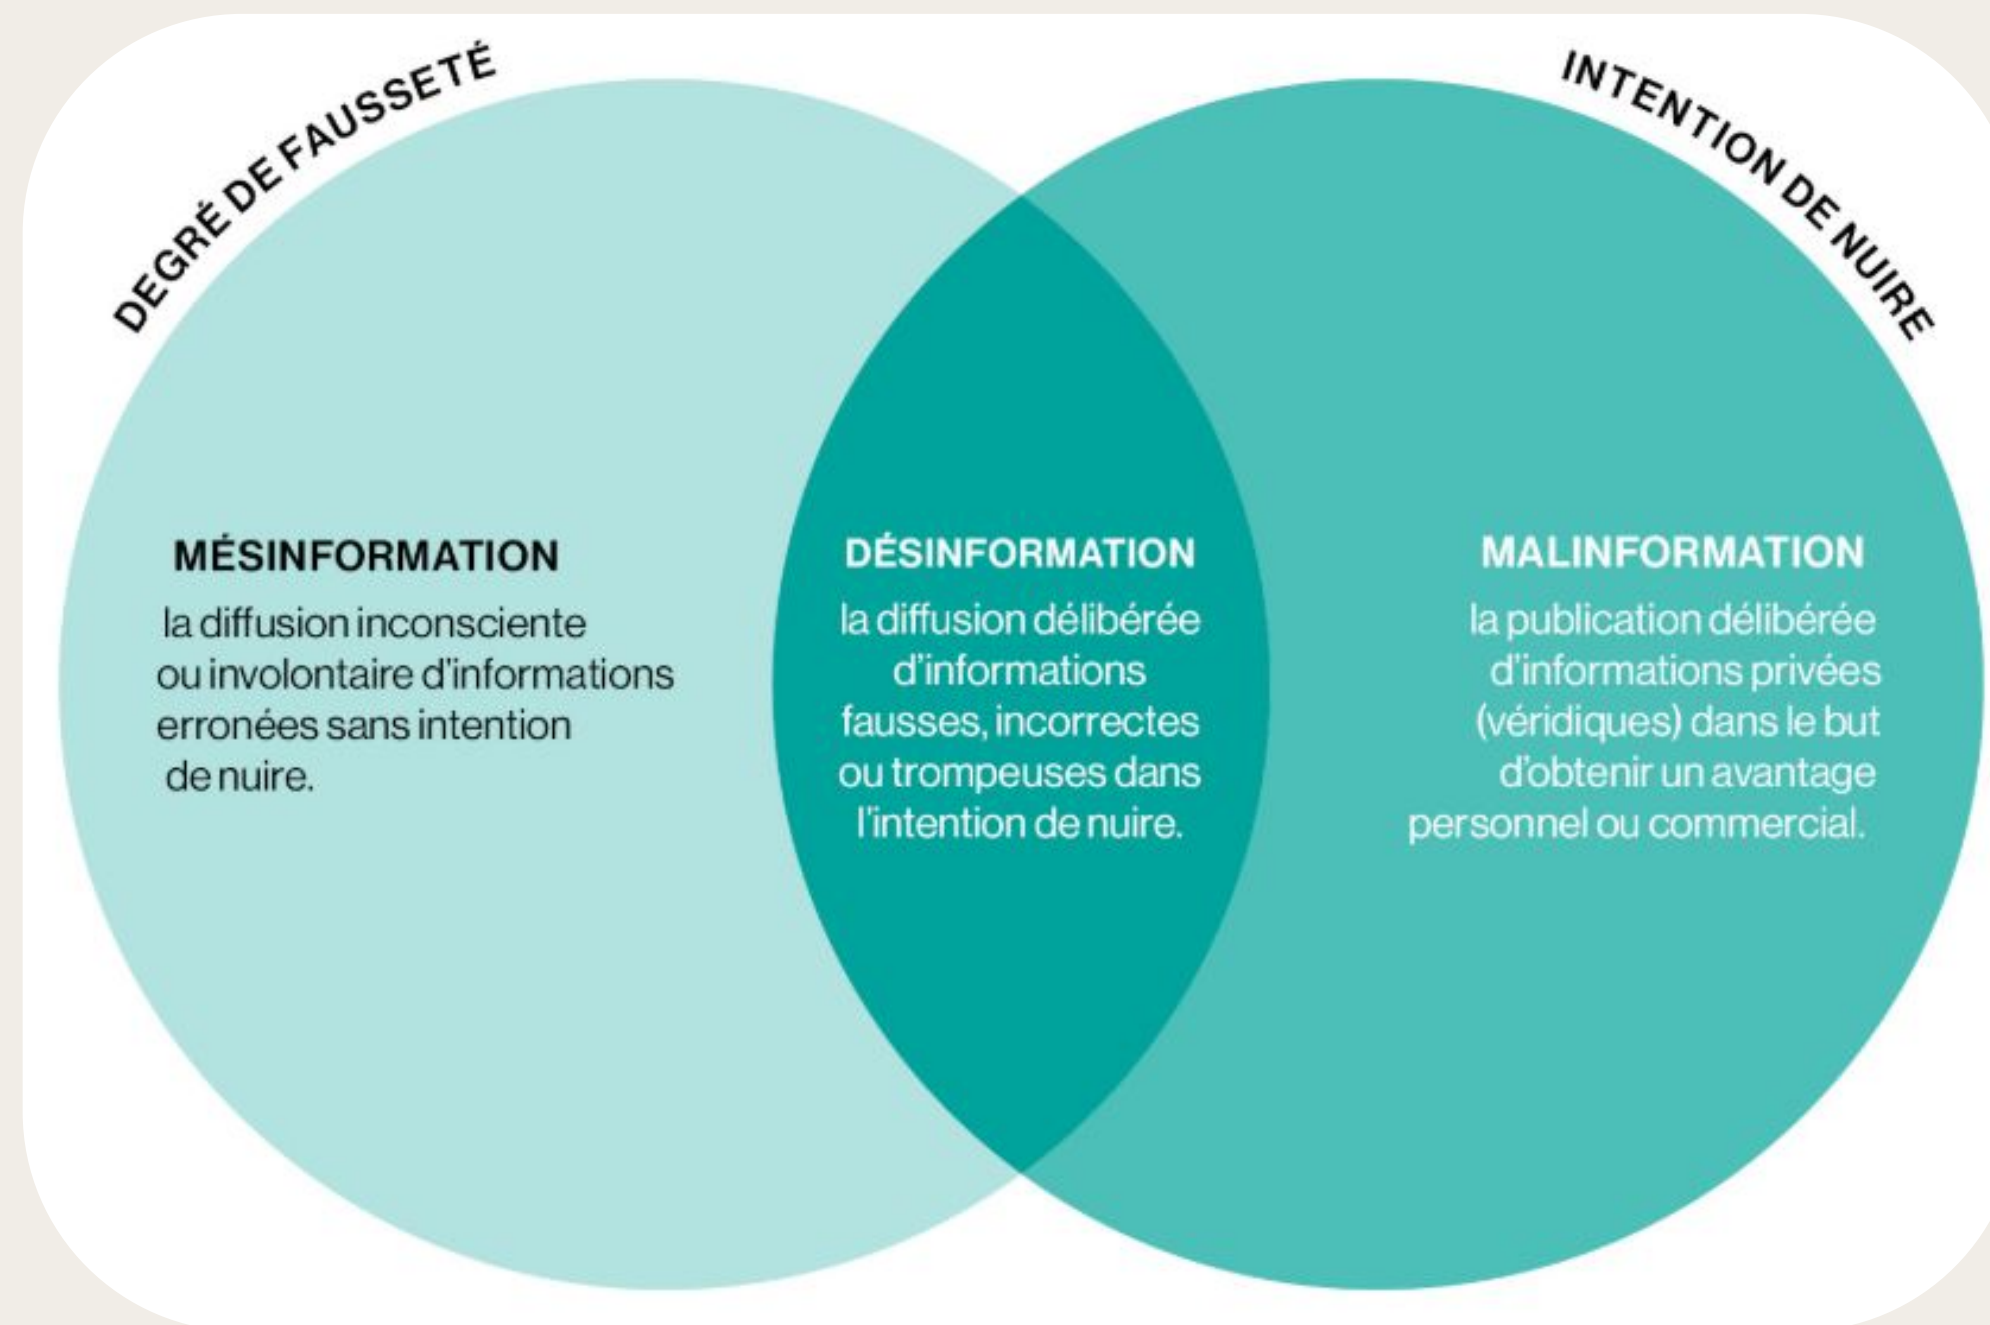 DEGRÉ DE FAUSSETÉ
INTENTION DE NUIRE
MÉSINFORMATION
la diffusion inconsciente
ou involontaire d'informations
erronées sans intention
de nuire.
DÉSINFORMATION
la diffusion délibérée
d'informations
fausses, incorrectes
ou trompeuses dans
l'intention de nuire.
MALINFORMATION
la publication délibérée
d'informations privées
(véridiques) dans le but
d'obtenir un avantage
personnel ou commercial.